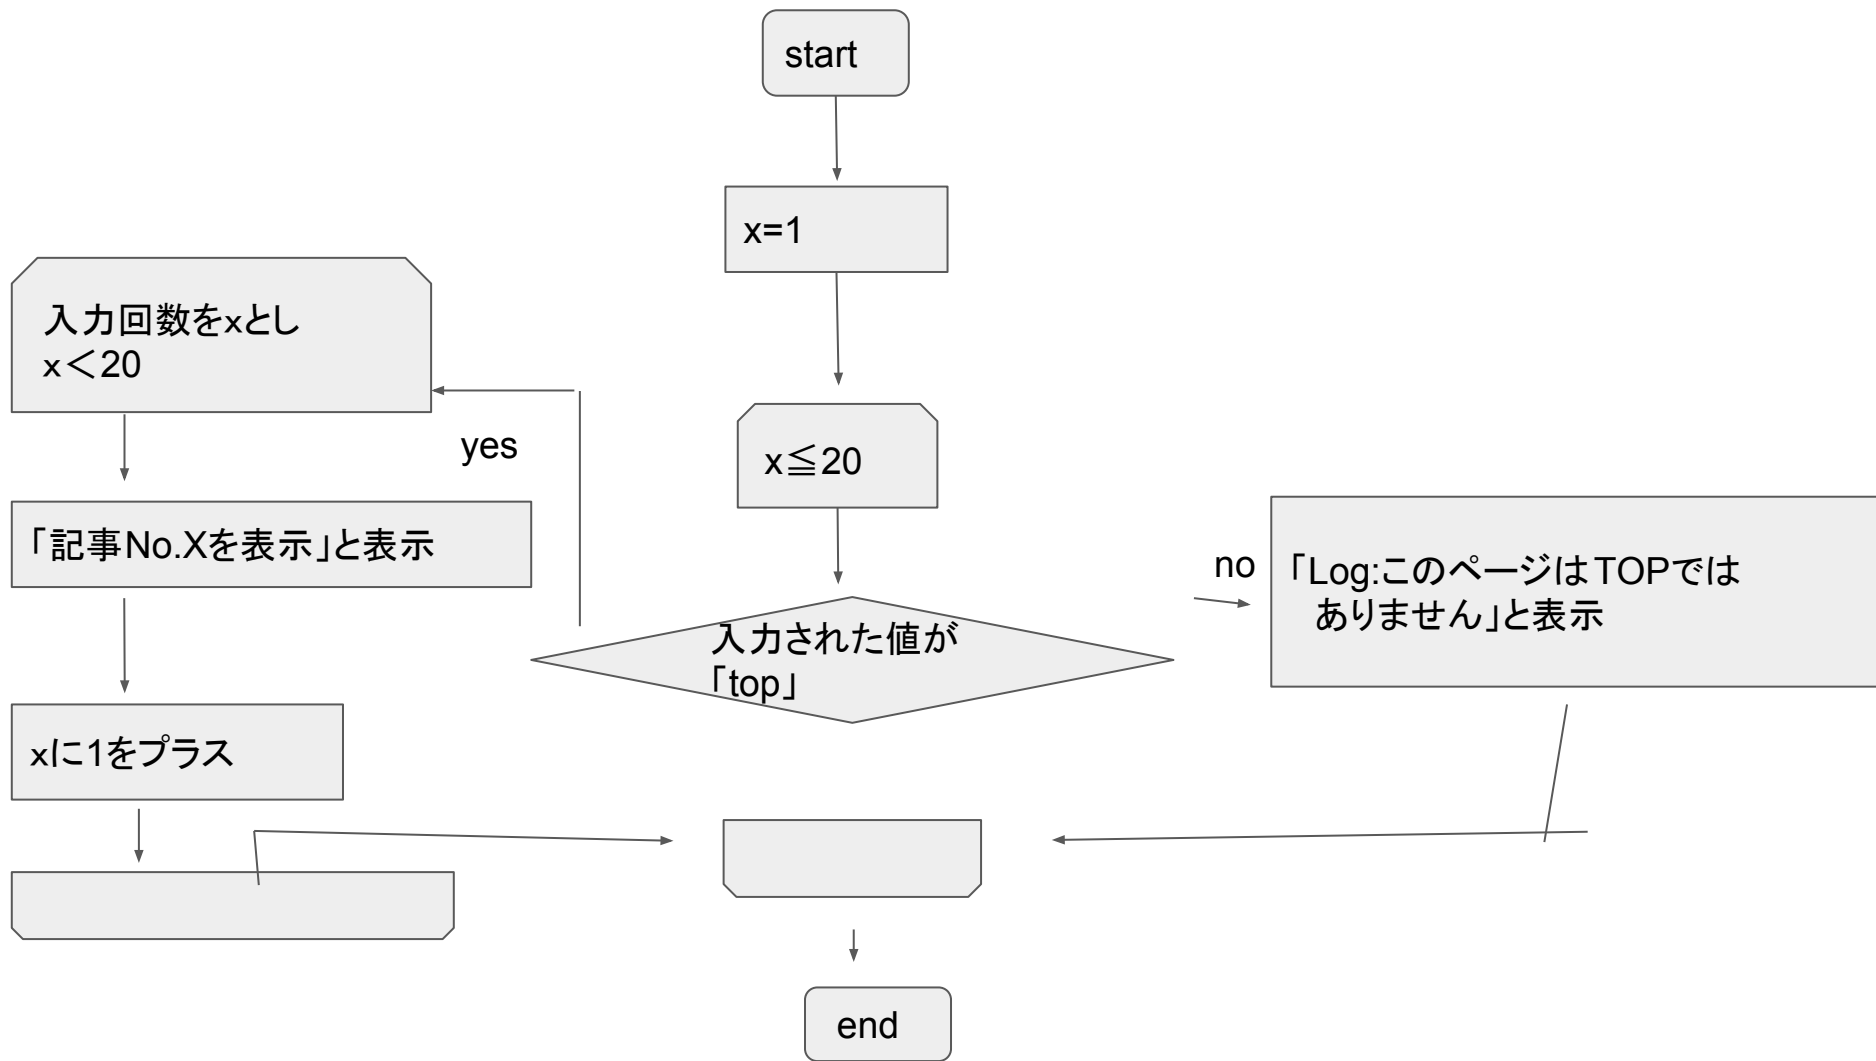 start
x=1
入力回数をxとし
x＜20
yes
x≦20
「記事No.Xを表示」と表示
no
「Log:このページはTOPでは
ありません」と表示
入力された値が
「top」
xに1をプラス
end